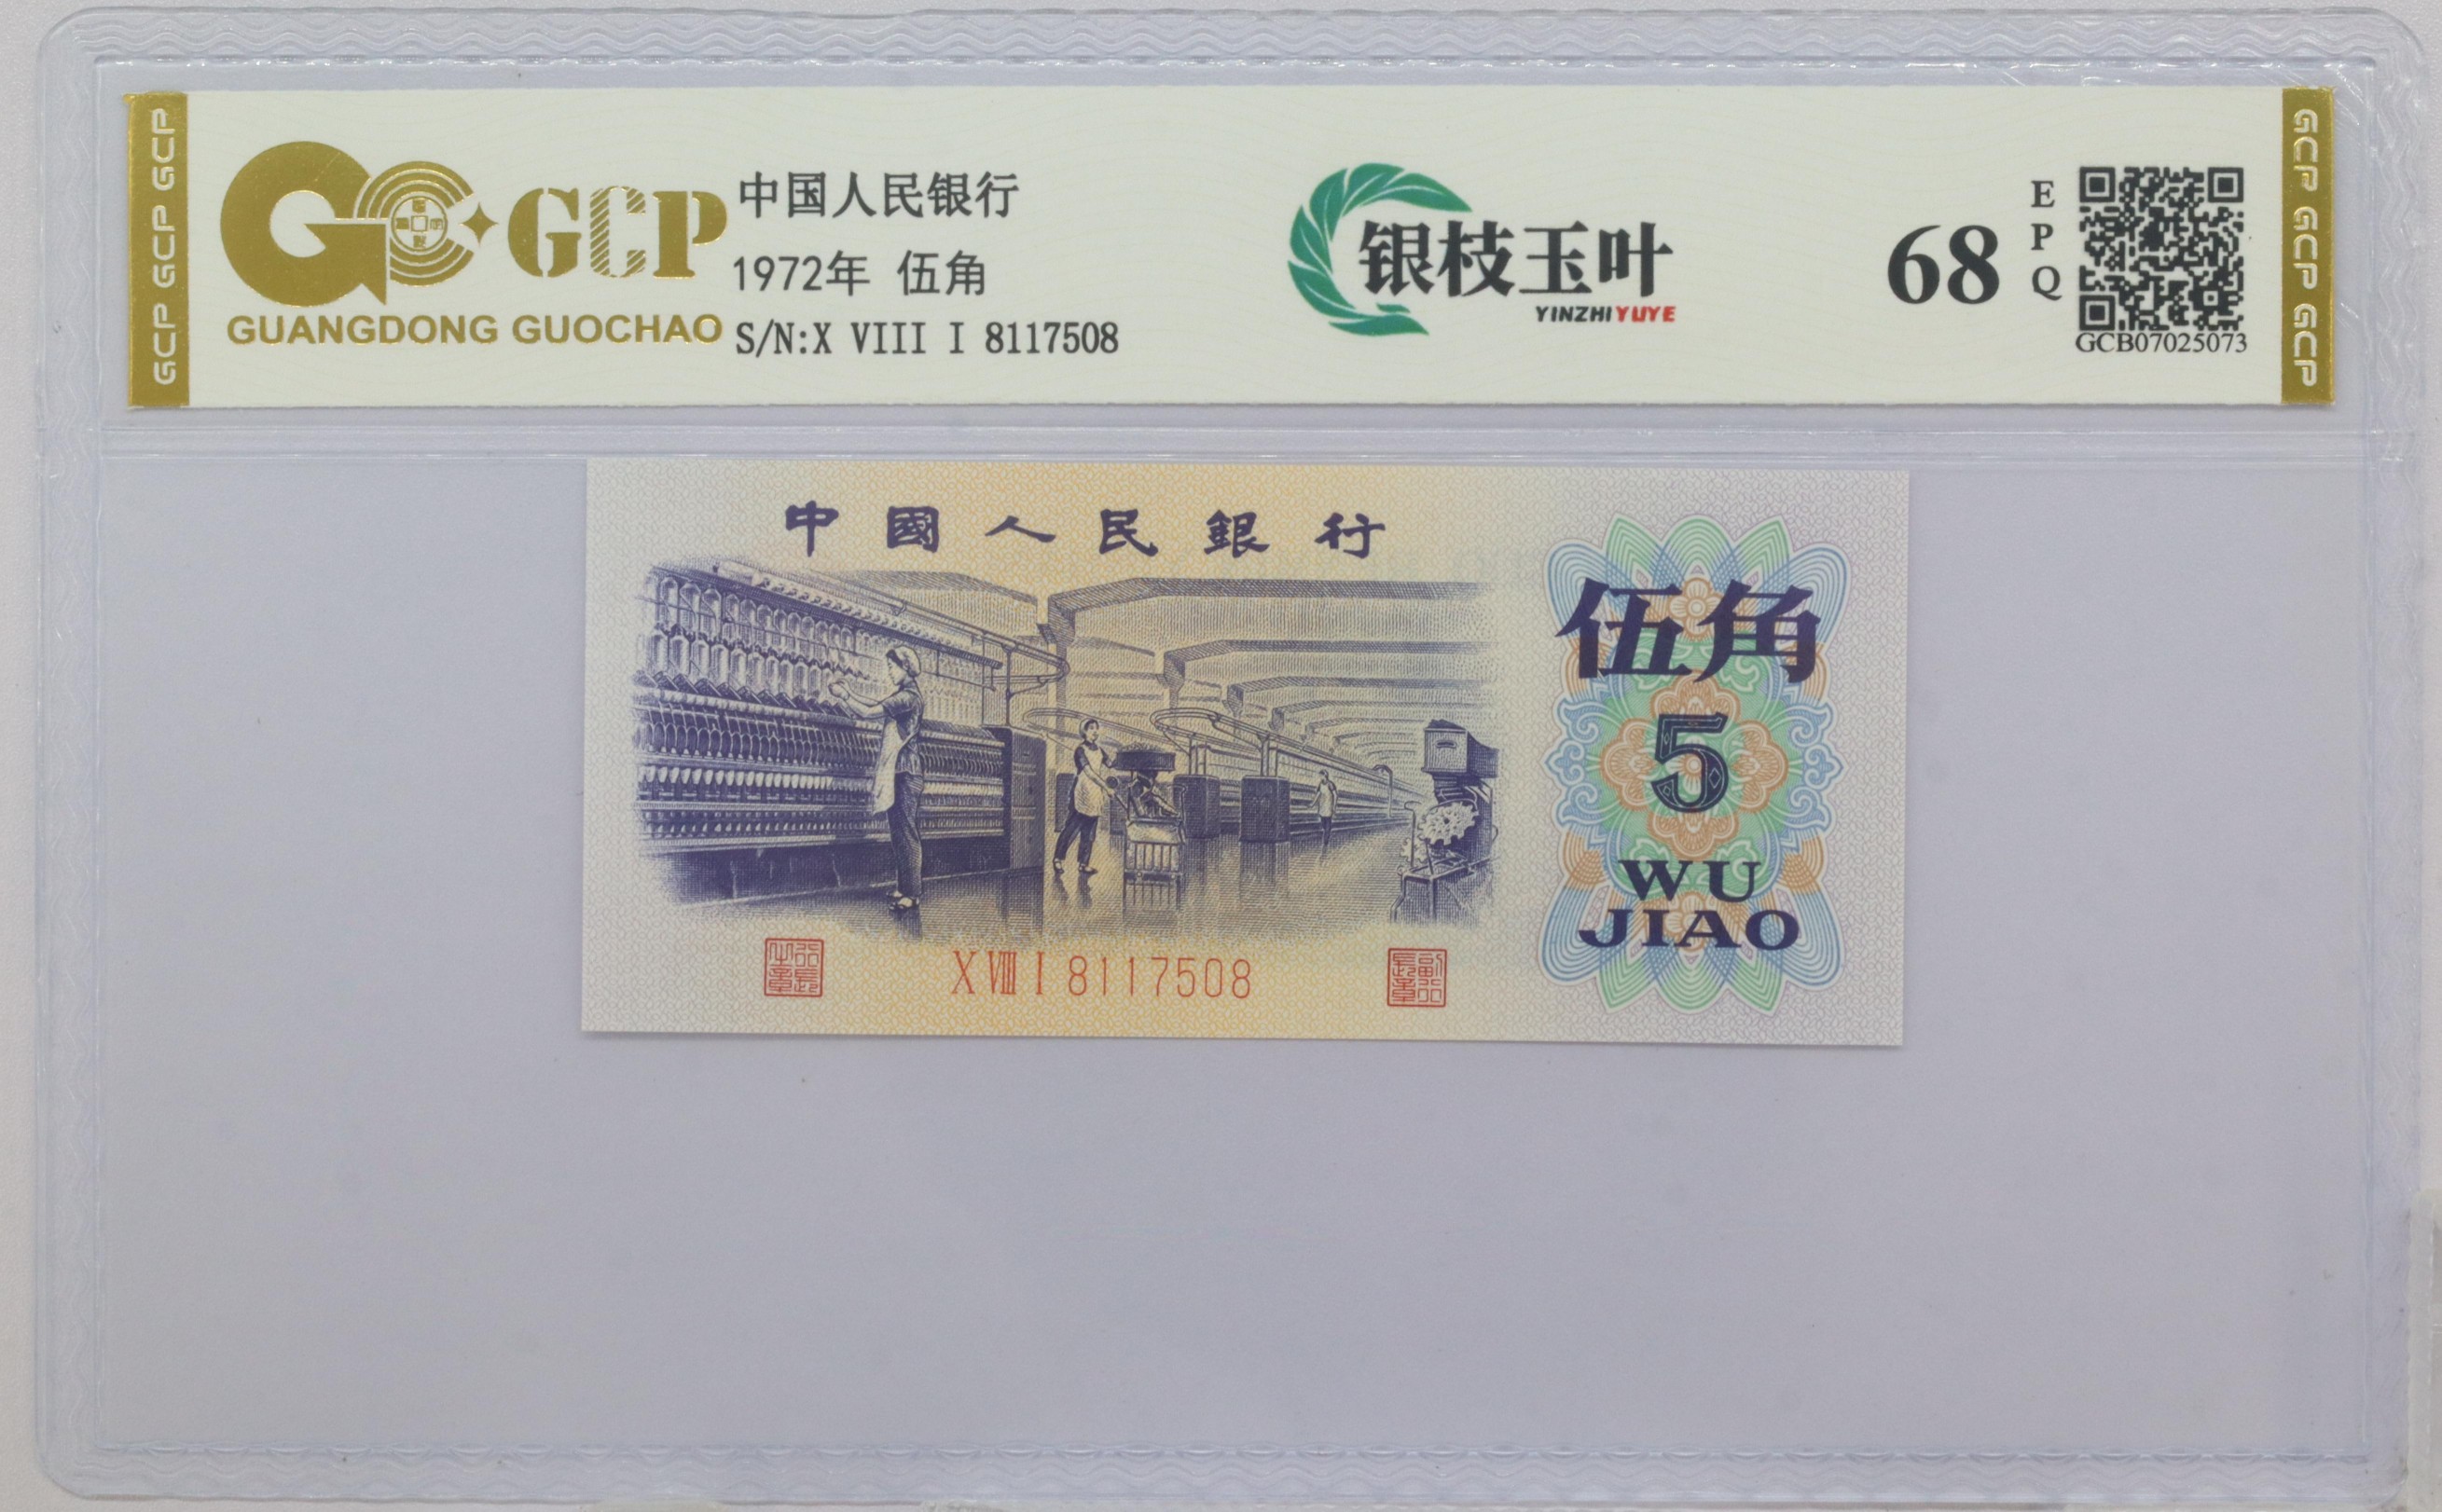 GCP GCP GCP
GCP
GUANGDONG GUOCHAO
中国人民银行
1972年 伍角
S/N:X VIII I 8117508
银枝玉叶
YINZHIYUYE
68
EPQ
GCB07025073
GCP GCP GCP
中國人民銀行
伍角
5
WU
JIAO
X VIII I 8117508